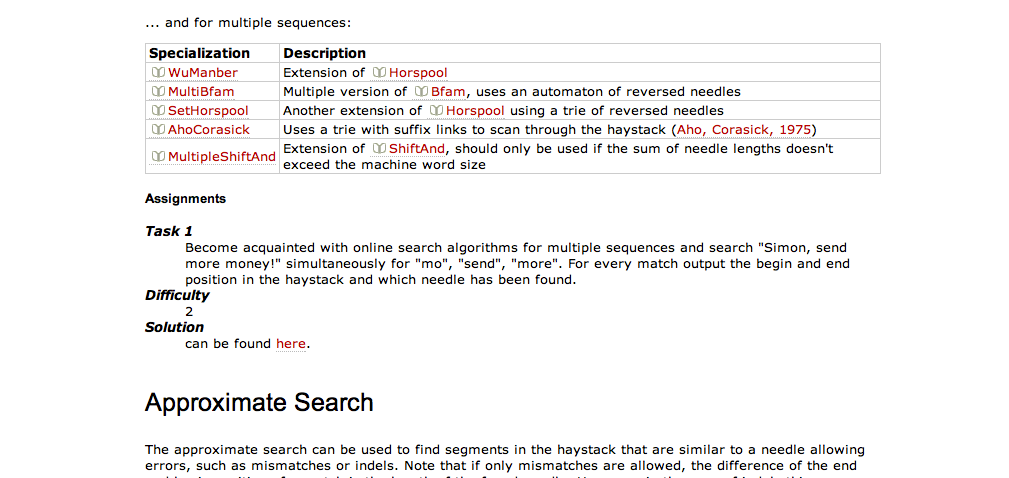 ... and for multiple sequences:
Specialization Description
WuManber Extension of Horspool
MultiBfam Multiple version of Bfam, uses an automaton of reversed needles
SetHorspool Another extension of Horspool using a trie of reversed needles
AhoCorasick Uses a trie with suffix links to scan through the haystack (Aho, Corasick, 1975)
MultipleShiftAnd Extension of ShiftAnd, should only be used if the sum of needle lengths doesn't
exceed the machine word size
Assignments
Task 1
Become acquainted with online search algorithms for multiple sequences and search "Simon, send
more money!" simultaneously for "mo", "send", "more". For every match output the begin and end
position in the haystack and which needle has been found.
Difficulty
2
Solution
can be found here.
Approximate Search
The approximate search can be used to find segments in the haystack that are similar to a needle allowing
errors, such as mismatches or indels. Note that if only mismatches are allowed, the difference of the end